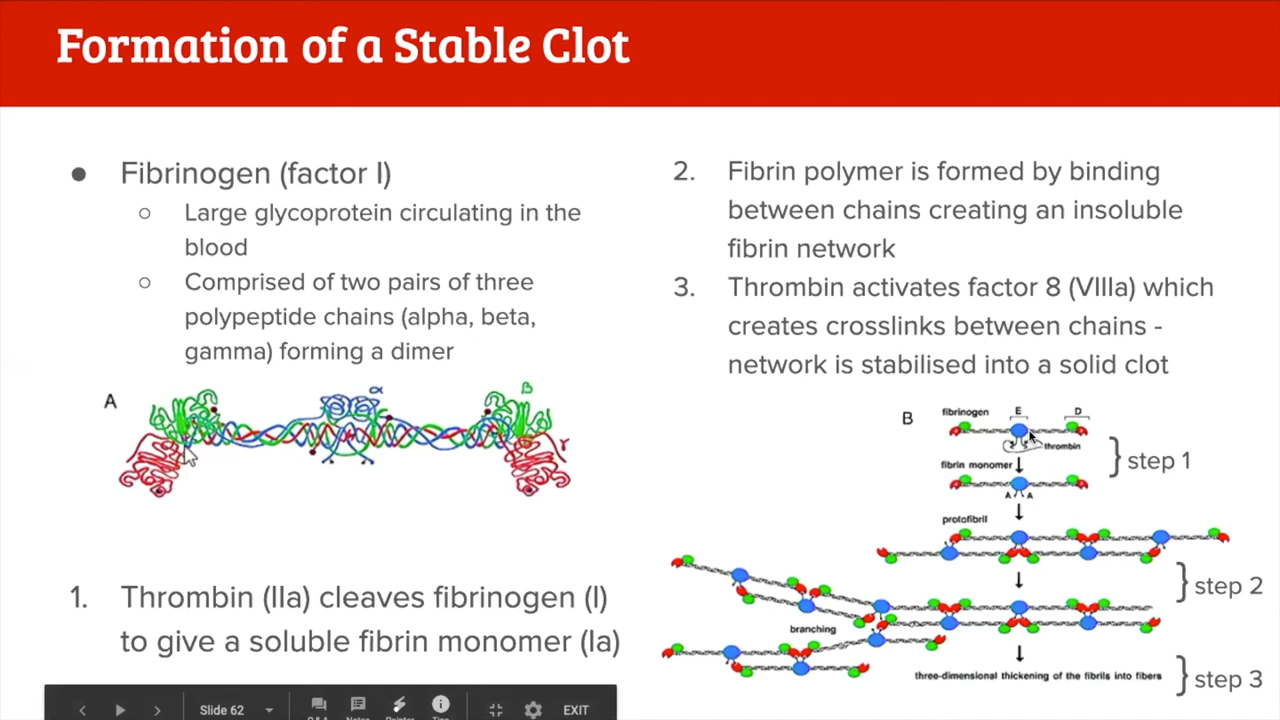 Formation of a Stable Clot
● Fibrinogen (factor I)
○ Large glycoprotein circulating in the
blood
○ Comprised of two pairs of three
polypeptide chains (alpha, beta,
gamma) forming a dimer
A
α
β
γ
1. Thrombin (IIa) cleaves fibrinogen (I)
to give a soluble fibrin monomer (Ia)
2. Fibrin polymer is formed by binding
between chains creating an insoluble
fibrin network
3. Thrombin activates factor 8 (VIIIa) which
creates crosslinks between chains -
network is stabilised into a solid clot
B
fibrinogen E D
thrombin
step 1
fibrin monomer
A A
protofibril
step 2
branching
three-dimensional thickening of the fibrils into fibers
step 3
Slide 62
EXIT